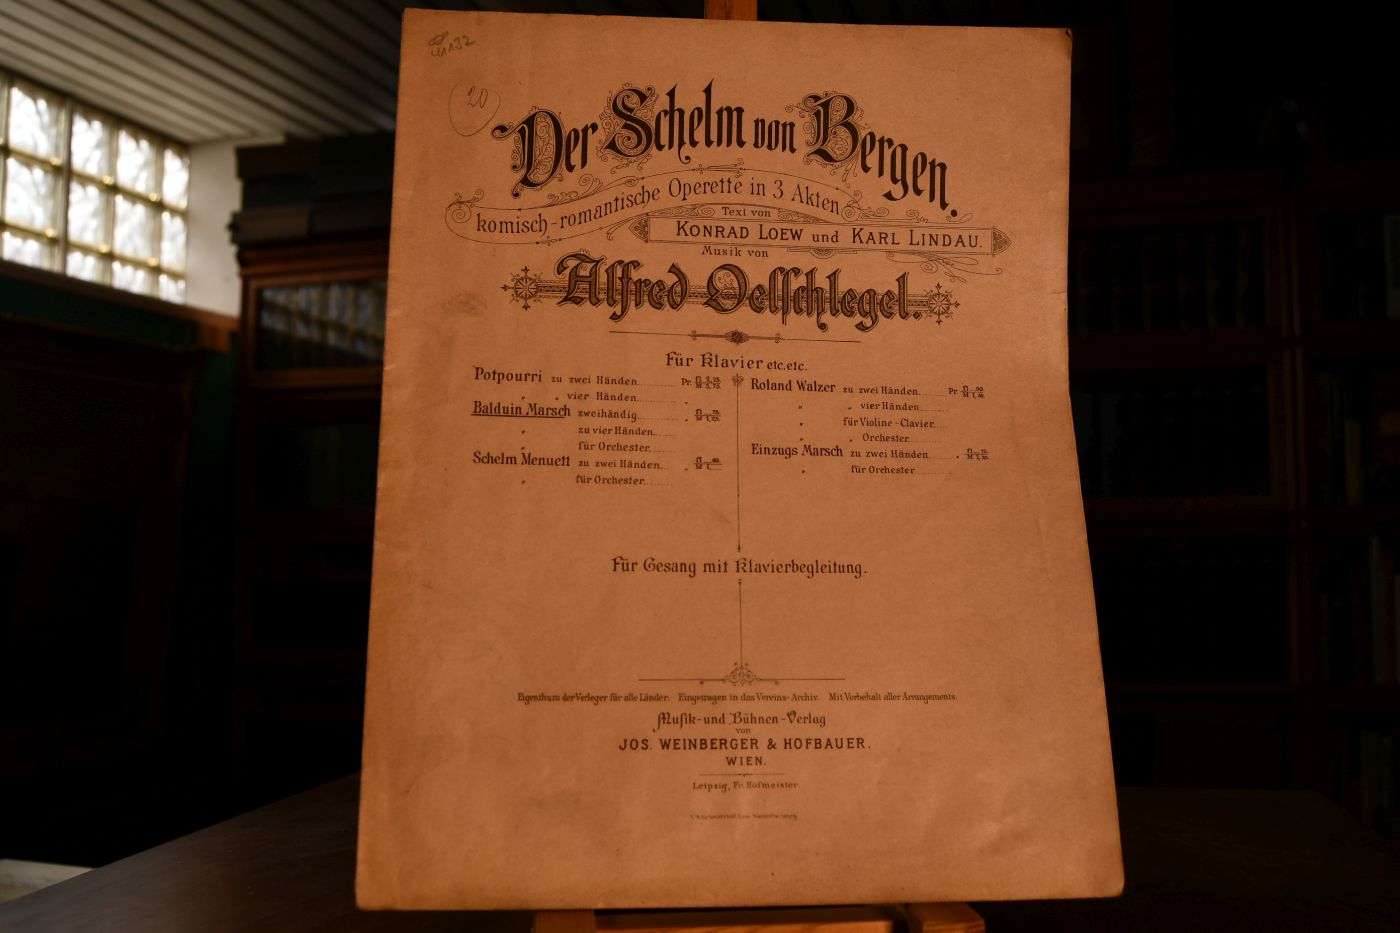 41132
20
Der Schelm von Bergen.
komisch-romantische Operette in 3 Akten
Text von
KONRAD LOEW und KARL LINDAU.
Musik von
Alfred Oelschlegel.
Für Klavier etc. etc.
Potpourri zu zwei Händen Pr.
" " vier Händen "
Balduin Marsch zweihändig "
" zu vier Händen
" für Orchester
Schelm Menuett zu zwei Händen "
" für Orchester
Roland Walzer zu zwei Händen Pr.
" " vier Händen
" für Violine-Clavier
" " Orchester
Einzugs Marsch zu zwei Händen "
" für Orchester
Für Gesang mit Klavierbegleitung.
Eigenthum der Verleger für alle Länder. Eingetragen in das Vereins-Archiv. Mit Vorbehalt aller Arrangements.
Musik- und Bühnen-Verlag
von
JOS. WEINBERGER & HOFBAUER.
WIEN.
Leipzig, Fr. Hofmeister.